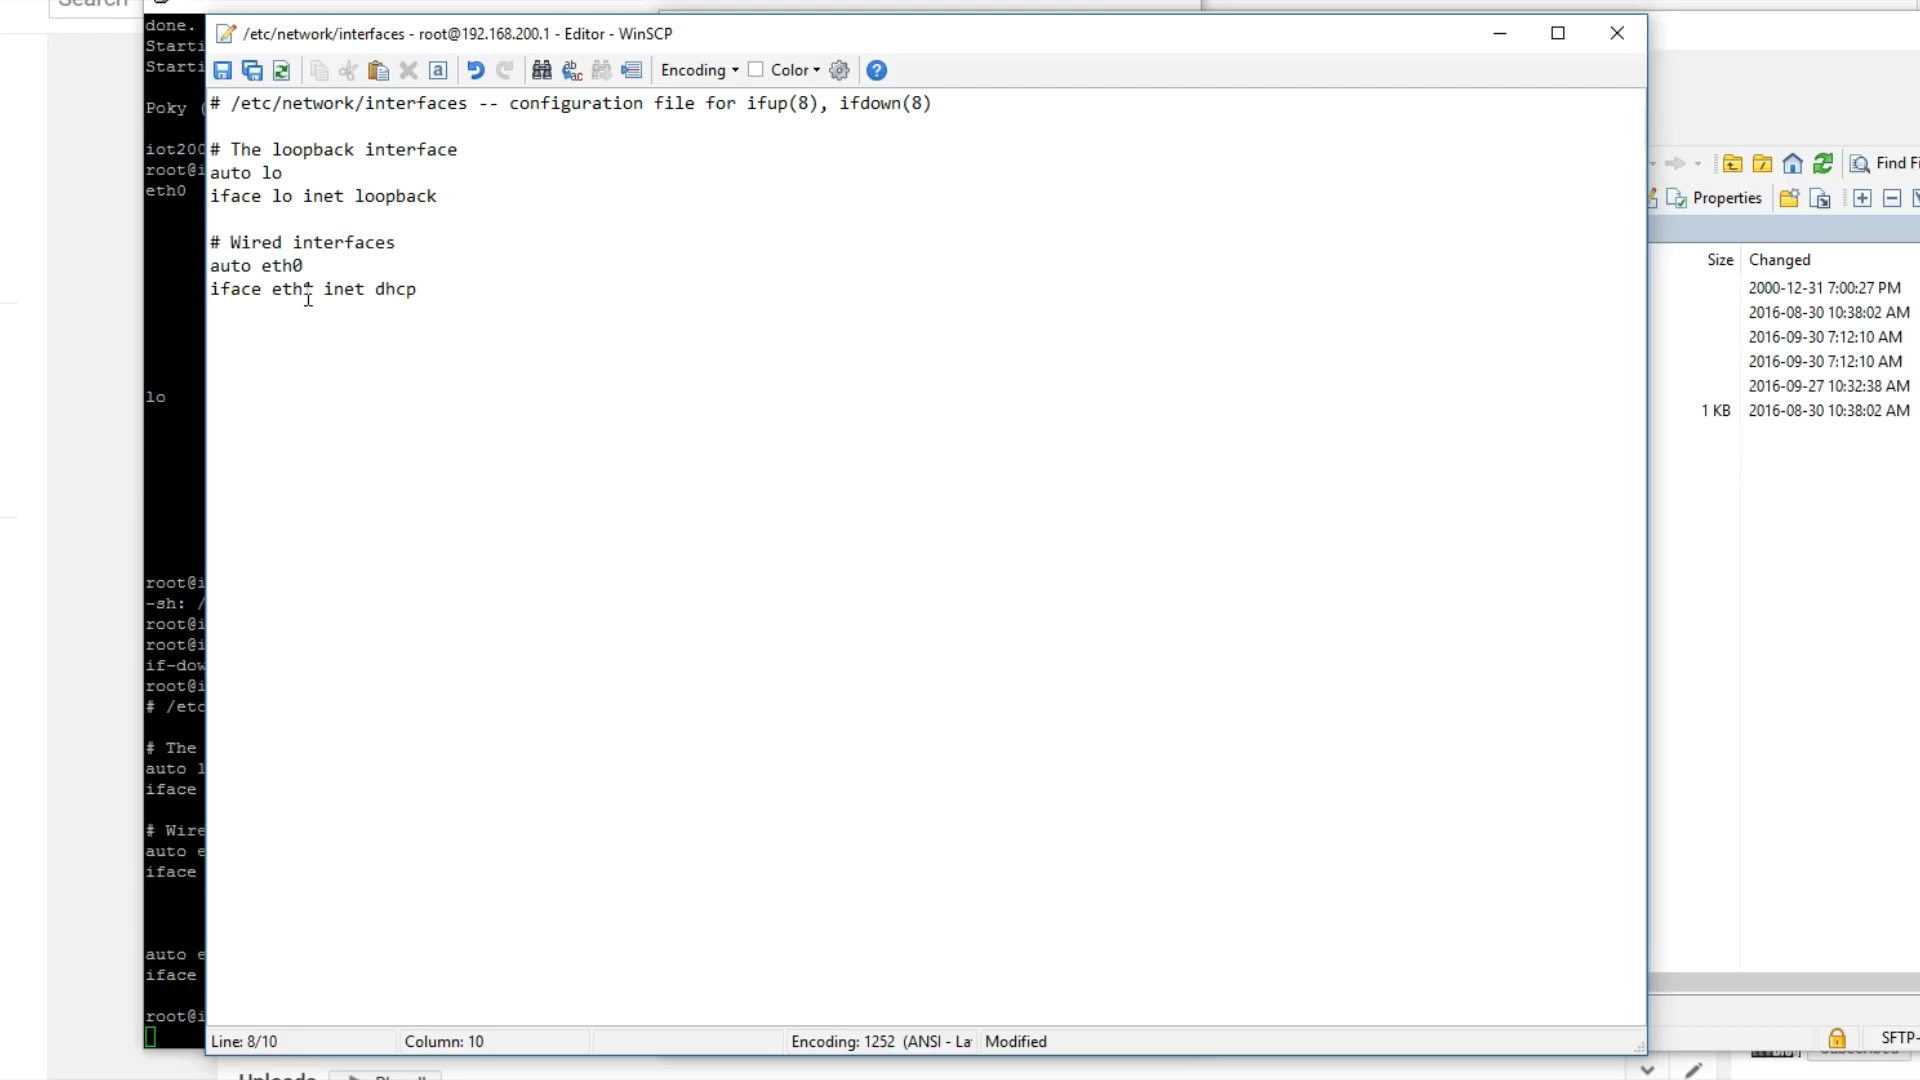 Search
done.
Starti
Starti
Poky (
iot200
root@i
eth0
lo
root@i
-sh: /
root@i
root@i
if-dow
root@i
# /etc
# The
auto l
iface
# Wire
auto e
iface
auto e
iface
root@i
/etc/network/interfaces - root@192.168.200.1 - Editor - WinSCP
Encoding Color
# /etc/network/interfaces -- configuration file for ifup(8), ifdown(8)
# The loopback interface
auto lo
iface lo inet loopback
# Wired interfaces
auto eth0
iface eth1 inet dhcp
Line: 8/10 Column: 10 Encoding: 1252 (ANSI - La Modified
Find Fi
Properties
Size Changed
2000-12-31 7:00:27 PM
2016-08-30 10:38:02 AM
2016-09-30 7:12:10 AM
2016-09-30 7:12:10 AM
2016-09-27 10:32:38 AM
1 KB 2016-08-30 10:38:02 AM
SFTP-
Uploads